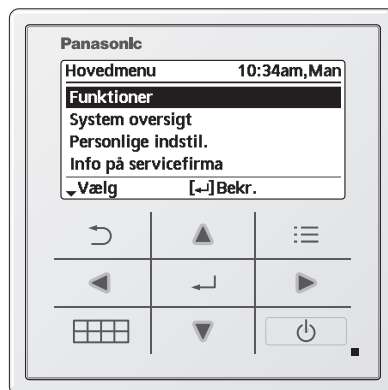 Panasonic
Hovedmenu 10:34am,Man
Funktioner
System oversigt
Personlige indstil.
Info på servicefirma
Vælg [↵]Bekr.